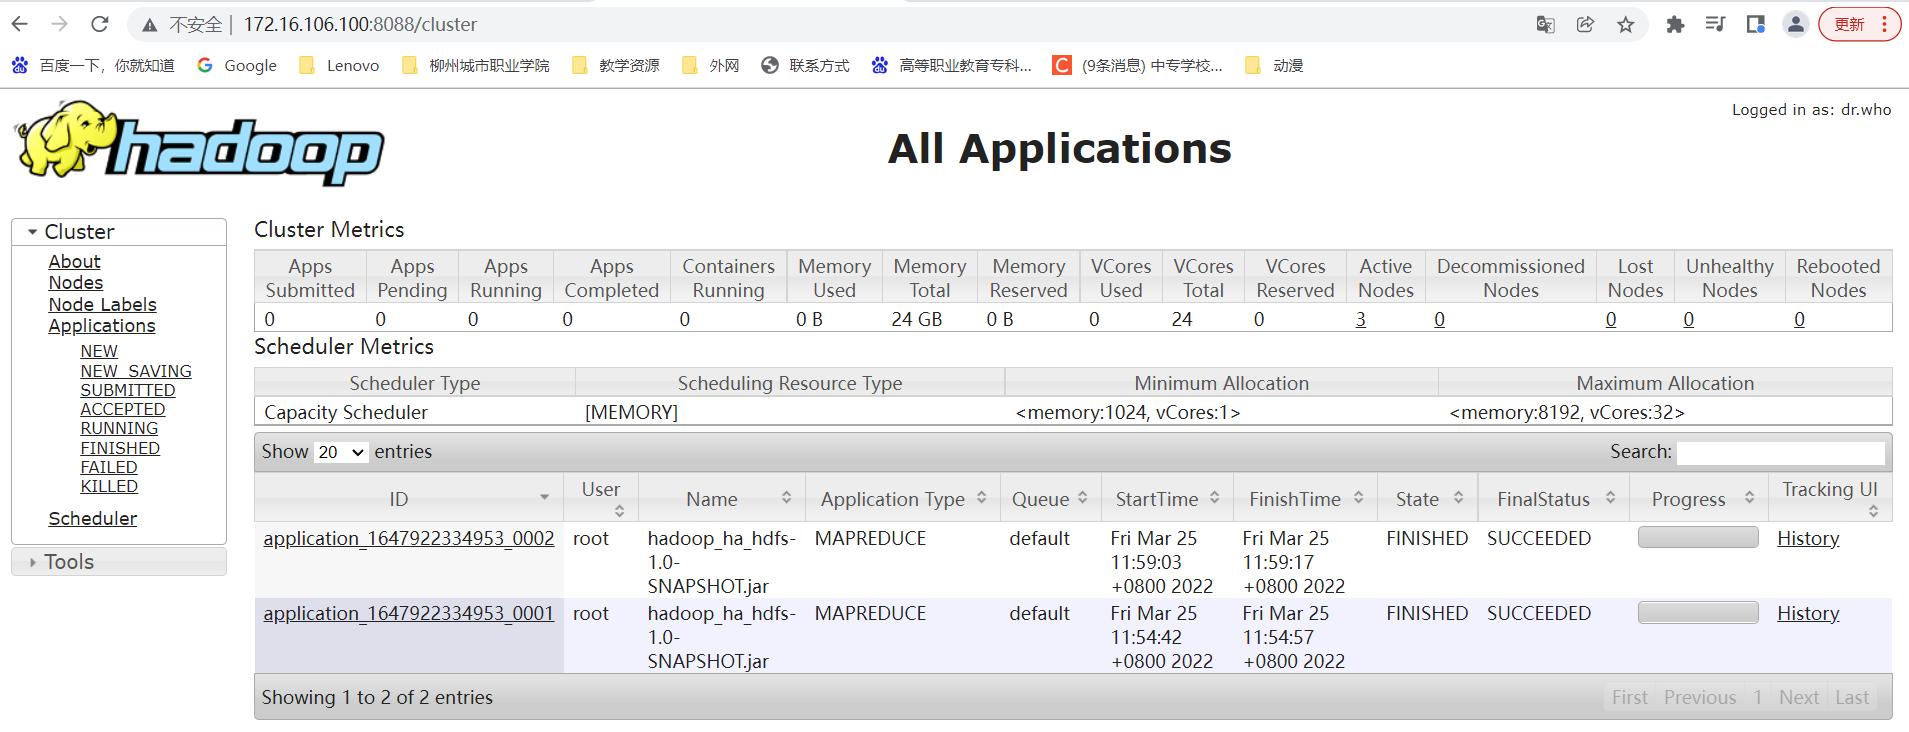 不安全 | 172.16.106.100:8088/cluster
更新
百度一下，你就知道 Google Lenovo 柳州城市职业学院 教学资源 外网 联系方式 高等职业教育专科... (9条消息) 中专学校... 动漫
Logged in as: dr.who
hadoop
All Applications
Cluster
About
Nodes
Node Labels
Applications
NEW
NEW_SAVING
SUBMITTED
ACCEPTED
RUNNING
FINISHED
FAILED
KILLED
Scheduler
Tools
Cluster Metrics
Apps Submitted Apps Pending Apps Running Apps Completed Containers Running Memory Used Memory Total Memory Reserved VCores Used VCores Total VCores Reserved Active Nodes Decommissioned Nodes Lost Nodes Unhealthy Nodes Rebooted Nodes
0 0 0 0 0 0 B 24 GB 0 B 0 24 0 3 0 0 0 0
Scheduler Metrics
Scheduler Type Scheduling Resource Type Minimum Allocation Maximum Allocation
Capacity Scheduler [MEMORY] <memory:1024, vCores:1> <memory:8192, vCores:32>
Show 20 entries Search:
ID User Name Application Type Queue StartTime FinishTime State FinalStatus Progress Tracking UI
application_1647922334953_0002 root hadoop_ha_hdfs-1.0-SNAPSHOT.jar MAPREDUCE default Fri Mar 25 11:59:03 +0800 2022 Fri Mar 25 11:59:17 +0800 2022 FINISHED SUCCEEDED History
application_1647922334953_0001 root hadoop_ha_hdfs-1.0-SNAPSHOT.jar MAPREDUCE default Fri Mar 25 11:54:42 +0800 2022 Fri Mar 25 11:54:57 +0800 2022 FINISHED SUCCEEDED History
Showing 1 to 2 of 2 entries First Previous 1 Next Last